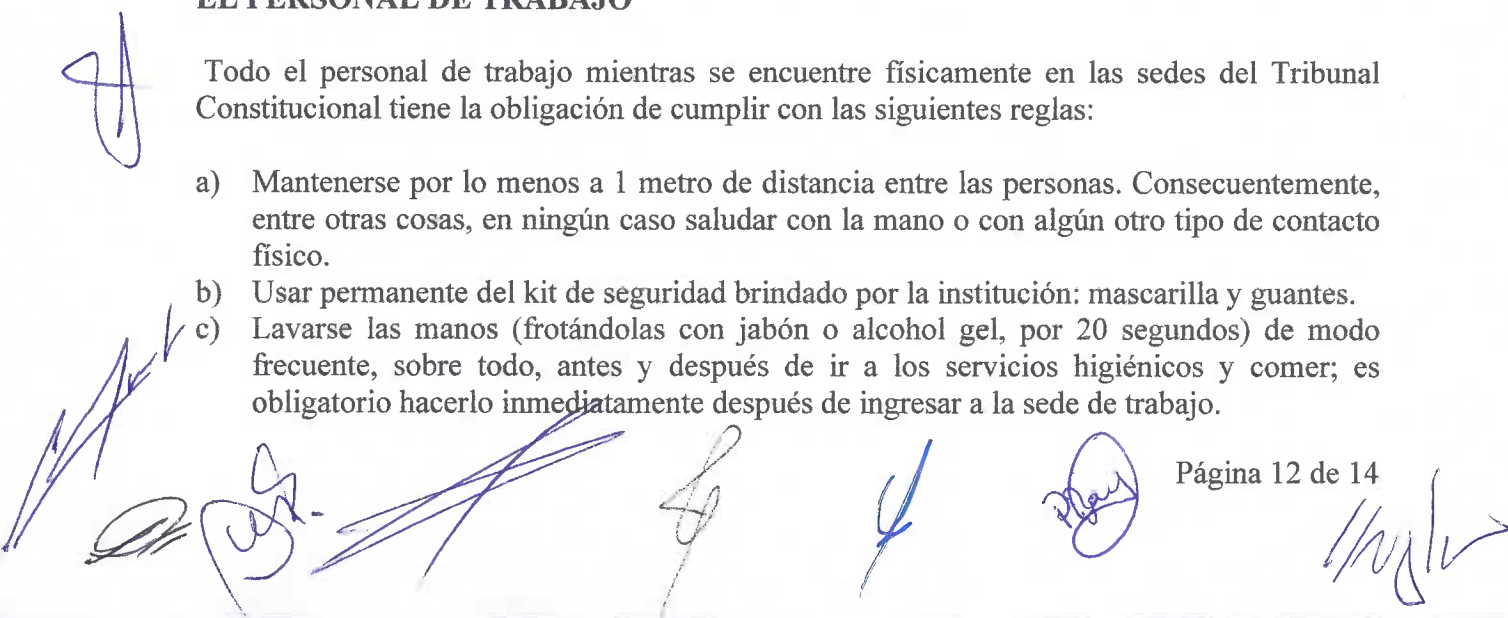 EL PERSONAL DE TRABAJO
Todo el personal de trabajo mientras se encuentre físicamente en las sedes del Tribunal
Constitucional tiene la obligación de cumplir con las siguientes reglas:
a) Mantenerse por lo menos a 1 metro de distancia entre las personas. Consecuentemente,
entre otras cosas, en ningún caso saludar con la mano o con algún otro tipo de contacto
físico.
b) Usar permanente del kit de seguridad brindado por la institución: mascarilla y guantes.
c) Lavarse las manos (frotándolas con jabón o alcohol gel, por 20 segundos) de modo
frecuente, sobre todo, antes y después de ir a los servicios higiénicos y comer; es
obligatorio hacerlo inmediatamente después de ingresar a la sede de trabajo.
Página 12 de 14